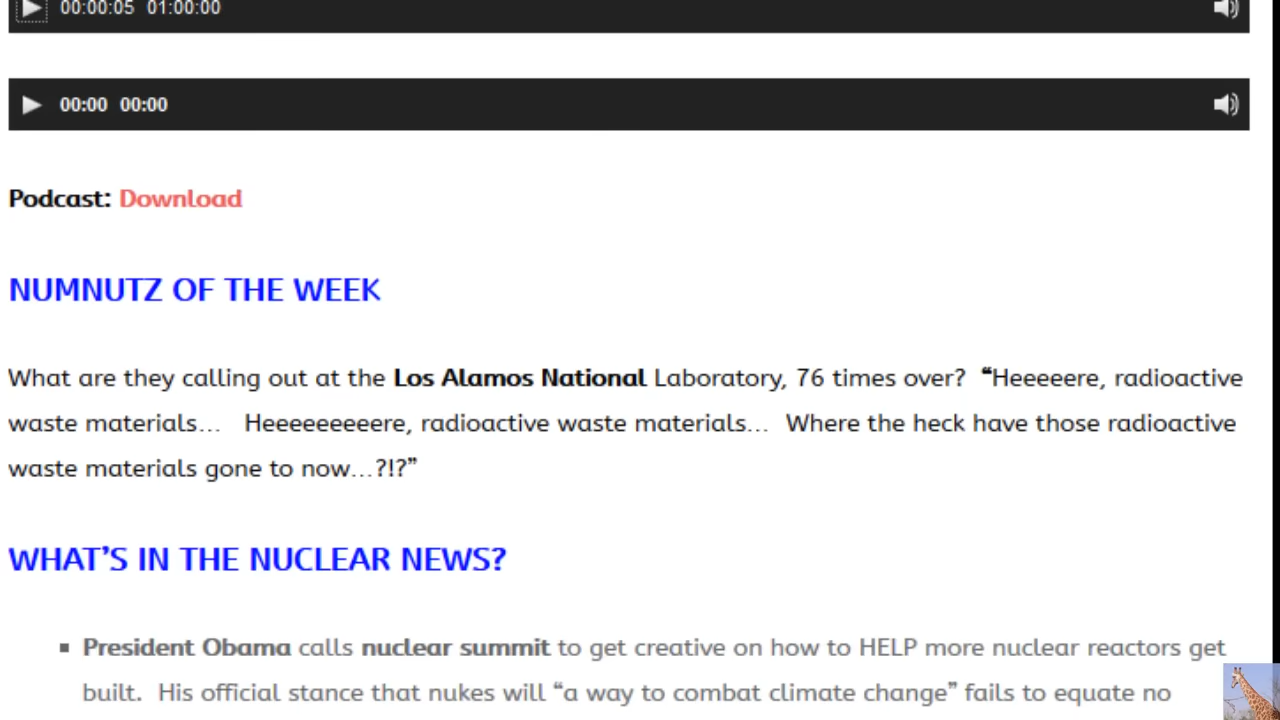 00:00:05 01:00:00
00:00 00:00
Podcast: Download
NUMNUTZ OF THE WEEK
What are they calling out at the Los Alamos National Laboratory, 76 times over? “Heeeeere, radioactive
waste materials… Heeeeeeeeere, radioactive waste materials… Where the heck have those radioactive
waste materials gone to now…?!?”
WHAT’S IN THE NUCLEAR NEWS?
▪ President Obama calls nuclear summit to get creative on how to HELP more nuclear reactors get
built. His official stance that nukes will “a way to combat climate change” fails to equate no